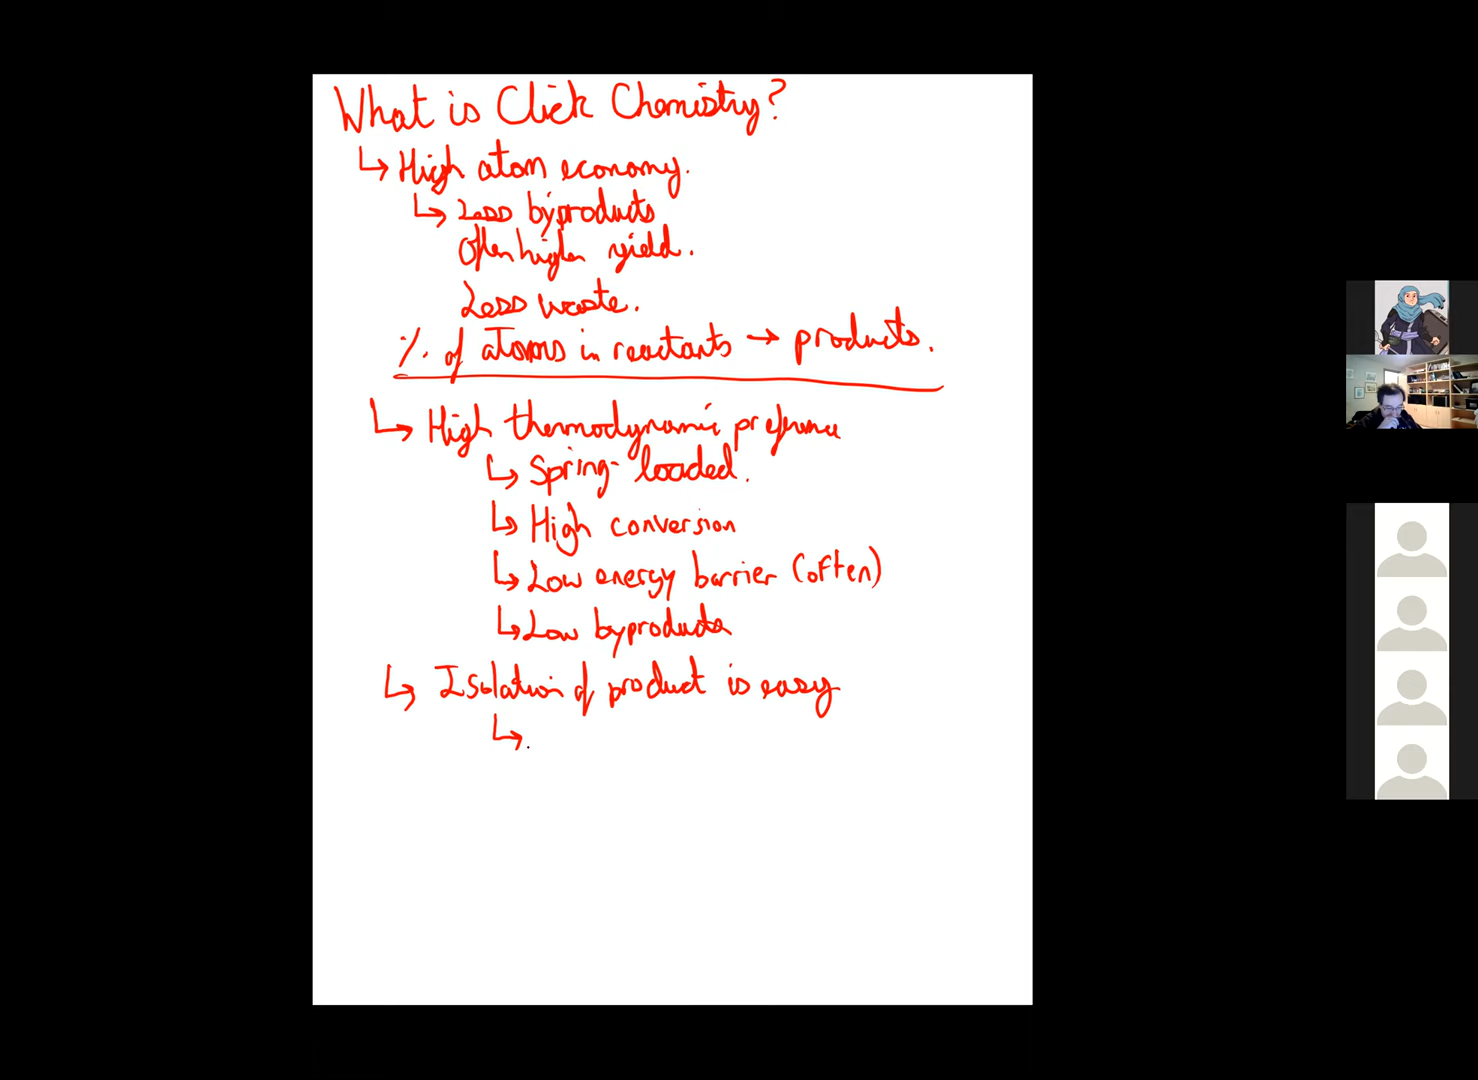 What is Click Chemistry?
↳ High atom economy.
↳ Less byproducts
Often higher yield.
Less waste.
% of atoms in reactants → products.
↳ High thermodynamic preference
↳ Spring-loaded.
↳ High conversion
↳ Low energy barrier (often)
↳ Low byproducts
↳ Isolation of product is easy
↳